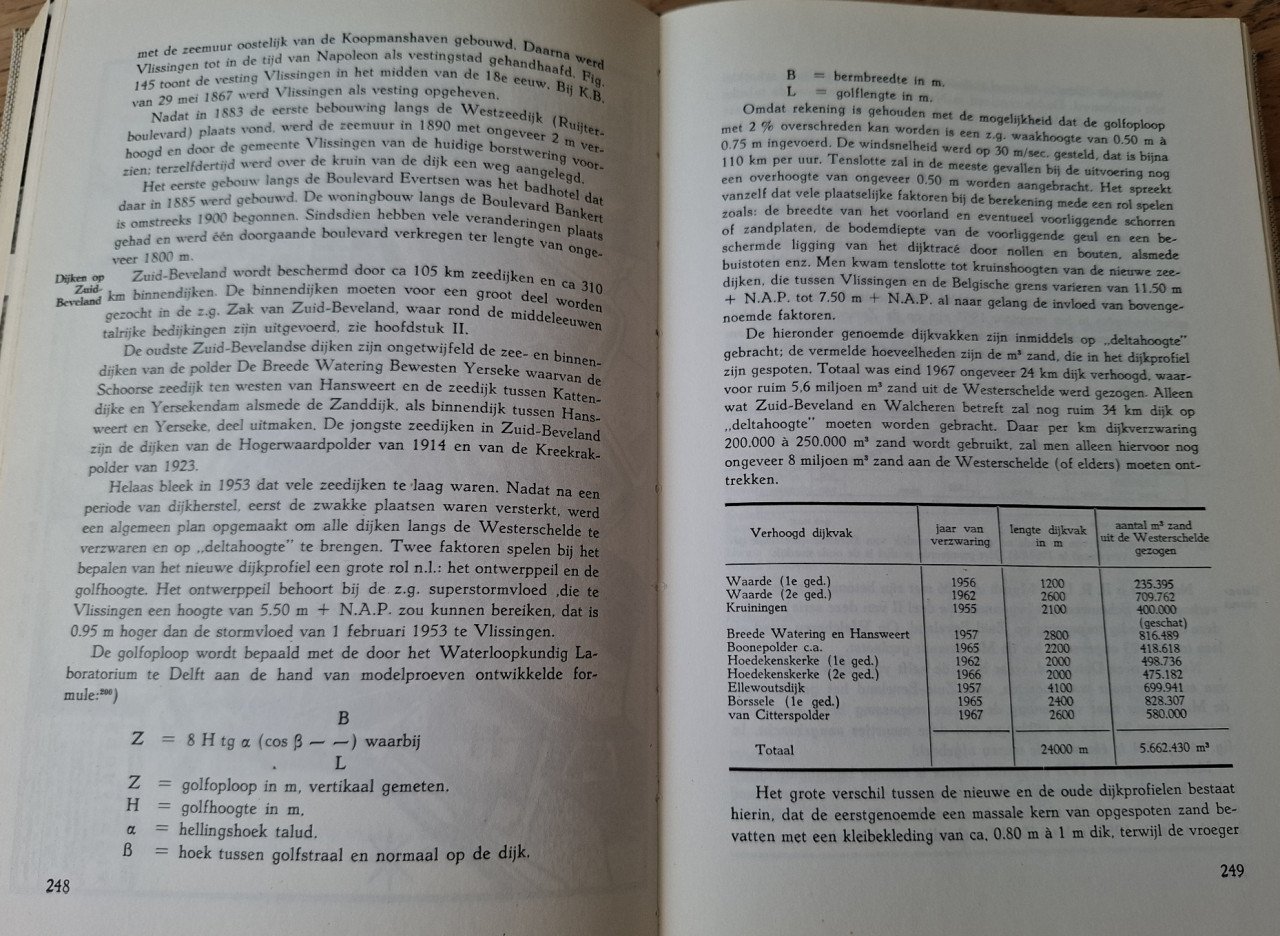 met de zeemuur oostelijk van de Koopmanshaven gebouwd. Daarna werd
Vlissingen tot in de tijd van Napoleon als vestingstad gehandhaafd. Fig.
145 toont de vesting Vlissingen in het midden van de 18e eeuw. Bij K.B.
van 29 mei 1867 werd Vlissingen als vesting opgeheven.
Nadat in 1883 de eerste bebouwing langs de Westzeedijk (Ruijter-
boulevard) plaats vond, werd de zeemuur in 1890 met ongeveer 2 m ver-
hoogd en door de gemeente Vlissingen van de huidige borstwering voor-
zien; terzelfdertijd werd over de kruin van de dijk een weg aangelegd.
Het eerste gebouw langs de Boulevard Evertsen was het badhotel dat
daar in 1885 werd gebouwd. De woningbouw langs de Boulevard Bankert
is omstreeks 1900 begonnen. Sindsdien hebben vele veranderingen plaats
gehad en werd één doorgaande boulevard verkregen ter lengte van onge-
veer 1800 m.
Dijken op
Zuid-
Beveland
Zuid-Beveland wordt beschermd door ca 105 km zeedijken en ca 310
km binnendijken. De binnendijken moeten voor een groot deel worden
gezocht in de z.g. Zak van Zuid-Beveland, waar rond de middeleeuwen
talrijke bedijkingen zijn uitgevoerd, zie hoofdstuk II.
De oudste Zuid-Bevelandse dijken zijn ongetwijfeld de zee- en binnen-
dijken van de polder De Breede Watering Bewesten Yerseke waarvan de
Schoorse zeedijk ten westen van Hansweert en de zeedijk tussen Katten-
dijke en Yersekendam alsmede de Zanddijk, als binnendijk tussen Hans-
weert en Yerseke, deel uitmaken. De jongste zeedijken in Zuid-Beveland
zijn de dijken van de Hogerwaardpolder van 1914 en van de Kreekrak-
polder van 1923.
Helaas bleek in 1953 dat vele zeedijken te laag waren. Nadat na een
periode van dijkherstel, eerst de zwakke plaatsen waren versterkt, werd
een algemeen plan opgemaakt om alle dijken langs de Westerschelde te
verzwaren en op „deltahoogte" te brengen. Twee faktoren spelen bij het
bepalen van het nieuwe dijkprofiel een grote rol n.l.: het ontwerppeil en de
golfhoogte. Het ontwerppeil behoort bij de z.g. superstormvloed ,die te
Vlissingen een hoogte van 5.50 m + N.A.P. zou kunnen bereiken, dat is
0.95 m hoger dan de stormvloed van 1 februari 1953 te Vlissingen.
De golfoploop wordt bepaald met de door het Waterloopkundig La-
boratorium te Delft aan de hand van modelproeven ontwikkelde for-
mule:²⁰⁰)
B
Z = 8 H tg α (cos β — —) waarbij
L
Z = golfoploop in m, vertikaal gemeten.
H = golfhoogte in m.
α = hellingshoek talud.
β = hoek tussen golfstraal en normaal op de dijk.
248
B = bermbreedte in m.
L = golflengte in m.
Omdat rekening is gehouden met de mogelijkheid dat de golfoploop
met 2 % overschreden kan worden is een z.g. waakhoogte van 0.50 m à
0.75 m ingevoerd. De windsnelheid werd op 30 m/sec. gesteld, dat is bijna
110 km per uur. Tenslotte zal in de meeste gevallen bij de uitvoering nog
een overhoogte van ongeveer 0.50 m worden aangebracht. Het spreekt
vanzelf dat vele plaatselijke faktoren bij de berekening mede een rol spelen
zoals: de breedte van het voorland en eventueel voorliggende schorren
of zandplaten, de bodemdiepte van de voorliggende geul en een be-
schermde ligging van het dijktracé door nollen en bouten, alsmede
buistoten enz. Men kwam tenslotte tot kruinshoogten van de nieuwe zee-
dijken, die tussen Vlissingen en de Belgische grens varieren van 11.50 m
+ N.A.P. tot 7.50 m + N.A.P. al naar gelang de invloed van bovenge-
noemde faktoren.
De hieronder genoemde dijkvakken zijn inmiddels op „deltahoogte"
gebracht; de vermelde hoeveelheden zijn de m³ zand, die in het dijkprofiel
zijn gespoten. Totaal was eind 1967 ongeveer 24 km dijk verhoogd, waar-
voor ruim 5,6 miljoen m³ zand uit de Westerschelde werd gezogen. Alleen
wat Zuid-Beveland en Walcheren betreft zal nog ruim 34 km dijk op
„deltahoogte" moeten worden gebracht. Daar per km dijkverzwaring
200.000 à 250.000 m³ zand wordt gebruikt, zal men alleen hiervoor nog
ongeveer 8 miljoen m³ zand aan de Westerschelde (of elders) moeten ont-
trekken.
Verhoogd dijkvak jaar van verzwaring lengte dijkvak in m aantal m³ zand uit de Westerschelde gezogen
Waarde (1e ged.) 1956 1200 235.395
Waarde (2e ged.) 1962 2600 709.762
Kruiningen 1955 2100 400.000
(geschat)
Breede Watering en Hansweert 1957 2800 816.489
Boonepolder c.a. 1965 2200 418.618
Hoedekenskerke (1e ged.) 1962 2000 498.736
Hoedekenskerke (2e ged.) 1966 2000 475.182
Ellewoutsdijk 1957 4100 699.941
Borssele (1e ged.) 1965 2400 828.307
van Citterspolder 1967 2600 580.000
Totaal 24000 m 5.662.430 m³
Het grote verschil tussen de nieuwe en de oude dijkprofielen bestaat
hierin, dat de eerstgenoemde een massale kern van opgespoten zand be-
vatten met een kleibekleding van ca. 0.80 m à 1 m dik, terwijl de vroeger
249